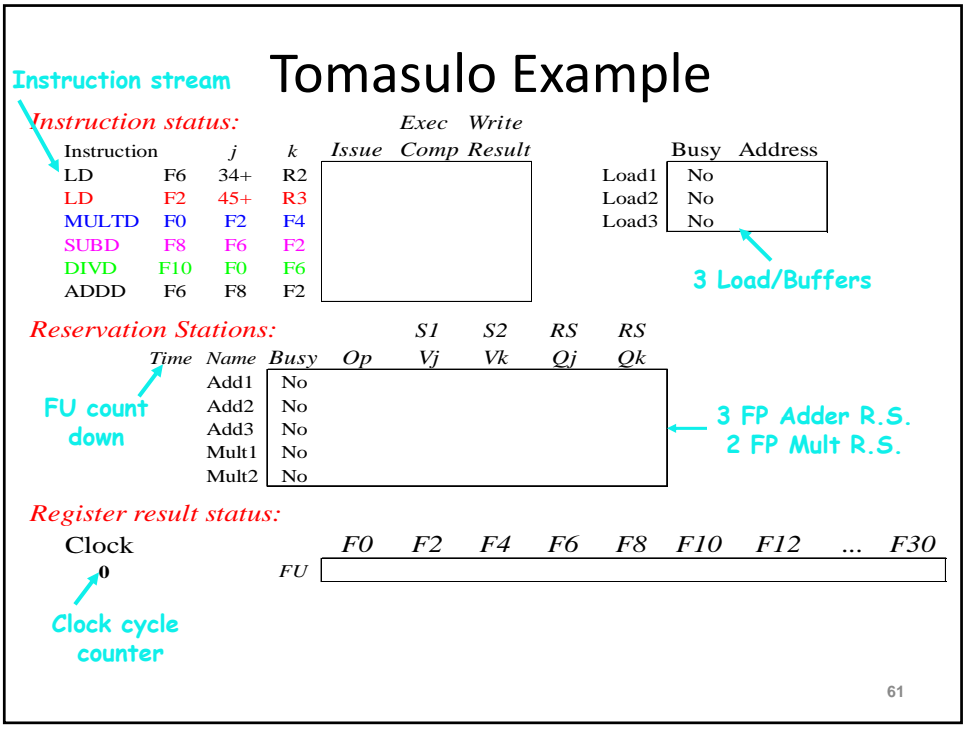 Tomasulo Example
Instruction stream
Instruction status: Exec Write
Instruction j k Issue Comp Result Busy Address
LD F6 34+ R2 Load1 No
LD F2 45+ R3 Load2 No
MULTD F0 F2 F4 Load3 No
SUBD F8 F6 F2
DIVD F10 F0 F6
ADDD F6 F8 F2
3 Load/Buffers
Reservation Stations: S1 S2 RS RS
Time Name Busy Op Vj Vk Qj Qk
Add1 No
Add2 No
Add3 No
Mult1 No
Mult2 No
FU count
down
3 FP Adder R.S.
2 FP Mult R.S.
Register result status:
Clock F0 F2 F4 F6 F8 F10 F12 ... F30
0 FU
Clock cycle
counter
61